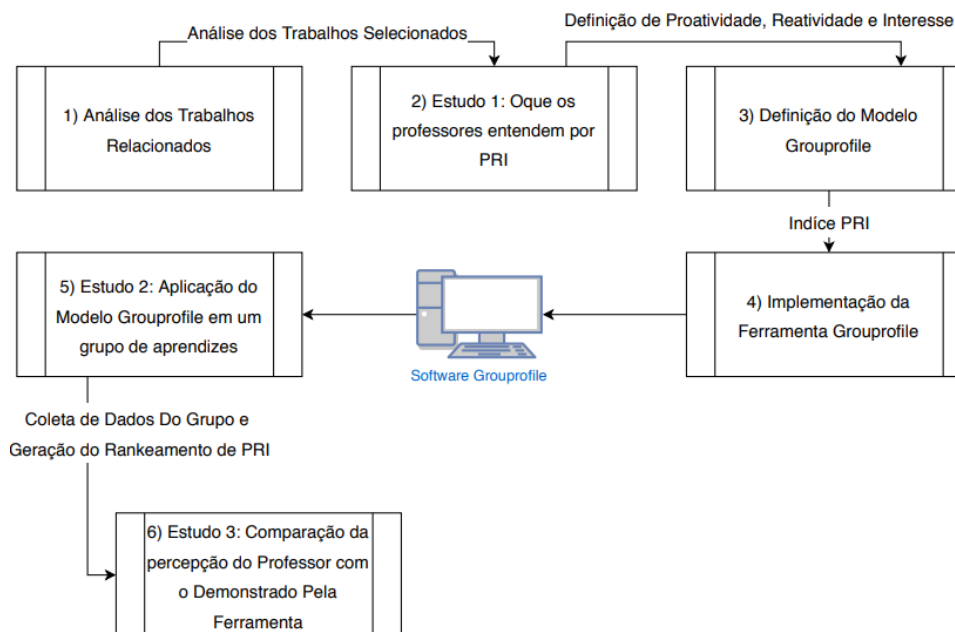 Análise dos Trabalhos Selecionados
Definição de Proatividade, Reatividade e Interesse
1) Análise dos Trabalhos
Relacionados
2) Estudo 1: Oque os
professores entendem por
PRI
3) Definição do Modelo
Grouprofile
Indíce PRI
4) Implementação da
Ferramenta Grouprofile
Software Grouprofile
5) Estudo 2: Aplicação do
Modelo Grouprofile em um
grupo de aprendizes
Coleta de Dados Do Grupo e
Geração do Rankeamento de PRI
6) Estudo 3: Comparação da
percepção do Professor com
o Demonstrado Pela
Ferramenta